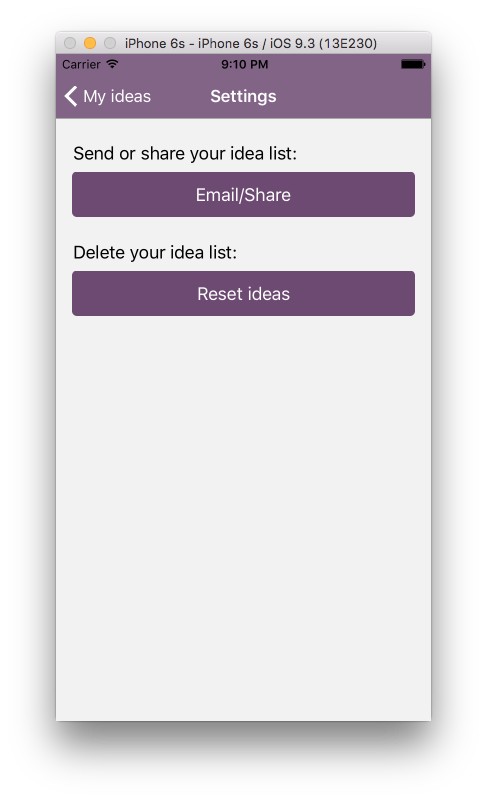 iPhone 6s - iPhone 6s / iOS 9.3 (13E230)
Carrier 9:10 PM
My ideas Settings
Send or share your idea list:
Email/Share
Delete your idea list:
Reset ideas